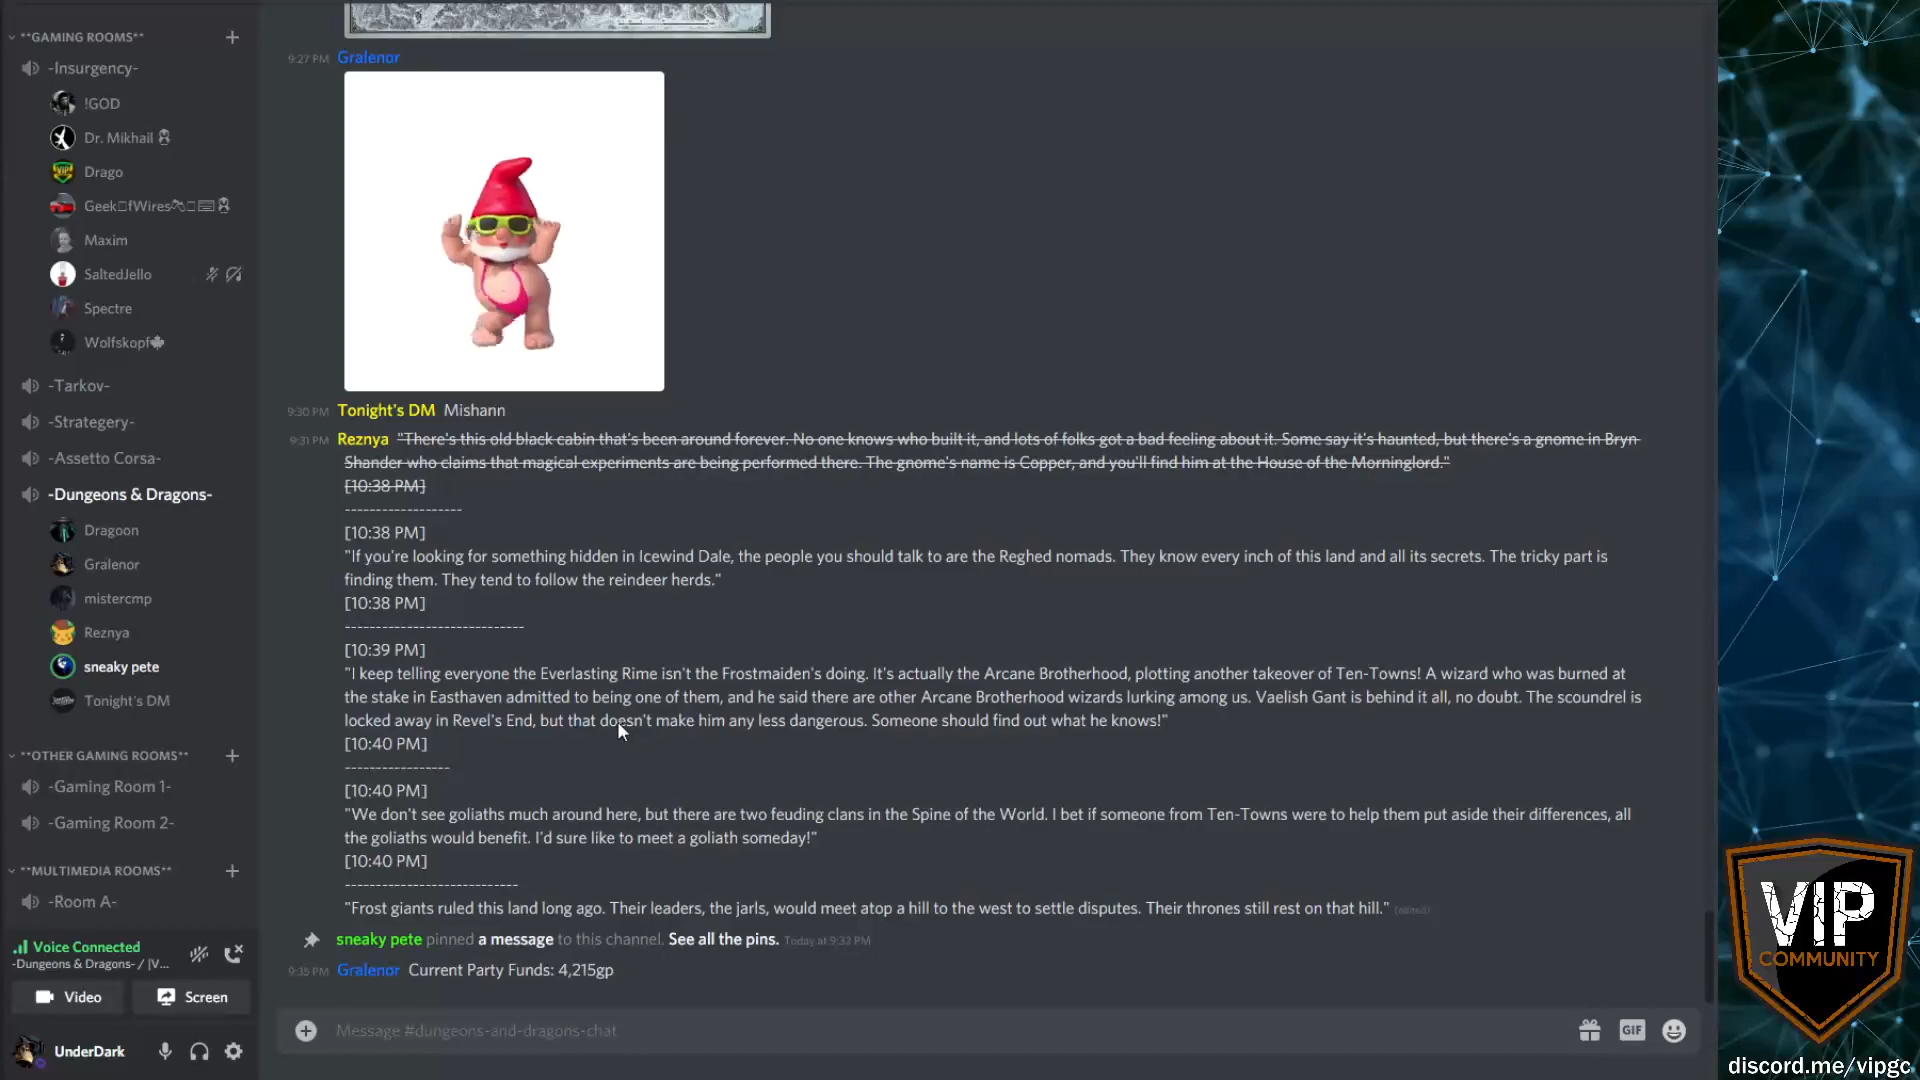 **GAMING ROOMS**
-Insurgency-
!GOD
Dr. Mikhail
Drago
Geek□fWires
Maxim
SaltedJello
Spectre
Wolfskopf
-Tarkov-
-Strategery-
-Assetto Corsa-
-Dungeons & Dragons-
Dragoon
Gralenor
mistercmp
Reznya
sneaky pete
Tonight's DM
**OTHER GAMING ROOMS**
-Gaming Room 1-
-Gaming Room 2-
**MULTIMEDIA ROOMS**
-Room A-
Voice Connected
-Dungeons & Dragons- / |V...
Video Screen
UnderDark
9:27 PM Gralenor
9:30 PM Tonight's DM Mishann
9:31 PM Reznya "There's this old black cabin that's been around forever. No one knows who built it, and lots of folks got a bad feeling about it. Some say it's haunted, but there's a gnome in Bryn
Shander who claims that magical experiments are being performed there. The gnome's name is Copper, and you'll find him at the House of the Morninglord."
[10:38 PM]
-------------------
[10:38 PM]
"If you're looking for something hidden in Icewind Dale, the people you should talk to are the Reghed nomads. They know every inch of this land and all its secrets. The tricky part is
finding them. They tend to follow the reindeer herds."
[10:38 PM]
-----------------------------
[10:39 PM]
"I keep telling everyone the Everlasting Rime isn't the Frostmaiden's doing. It's actually the Arcane Brotherhood, plotting another takeover of Ten-Towns! A wizard who was burned at
the stake in Easthaven admitted to being one of them, and he said there are other Arcane Brotherhood wizards lurking among us. Vaelish Gant is behind it all, no doubt. The scoundrel is
locked away in Revel's End, but that doesn't make him any less dangerous. Someone should find out what he knows!"
[10:40 PM]
-----------------
[10:40 PM]
"We don't see goliaths much around here, but there are two feuding clans in the Spine of the World. I bet if someone from Ten-Towns were to help them put aside their differences, all
the goliaths would benefit. I'd sure like to meet a goliath someday!"
[10:40 PM]
----------------------------
"Frost giants ruled this land long ago. Their leaders, the jarls, would meet atop a hill to the west to settle disputes. Their thrones still rest on that hill." (edited)
sneaky pete pinned a message to this channel. See all the pins. Today at 9:32 PM
9:35 PM Gralenor Current Party Funds: 4,215gp
Message #dungeons-and-dragons-chat
GIF
VIP
COMMUNITY
discord.me/vipgc